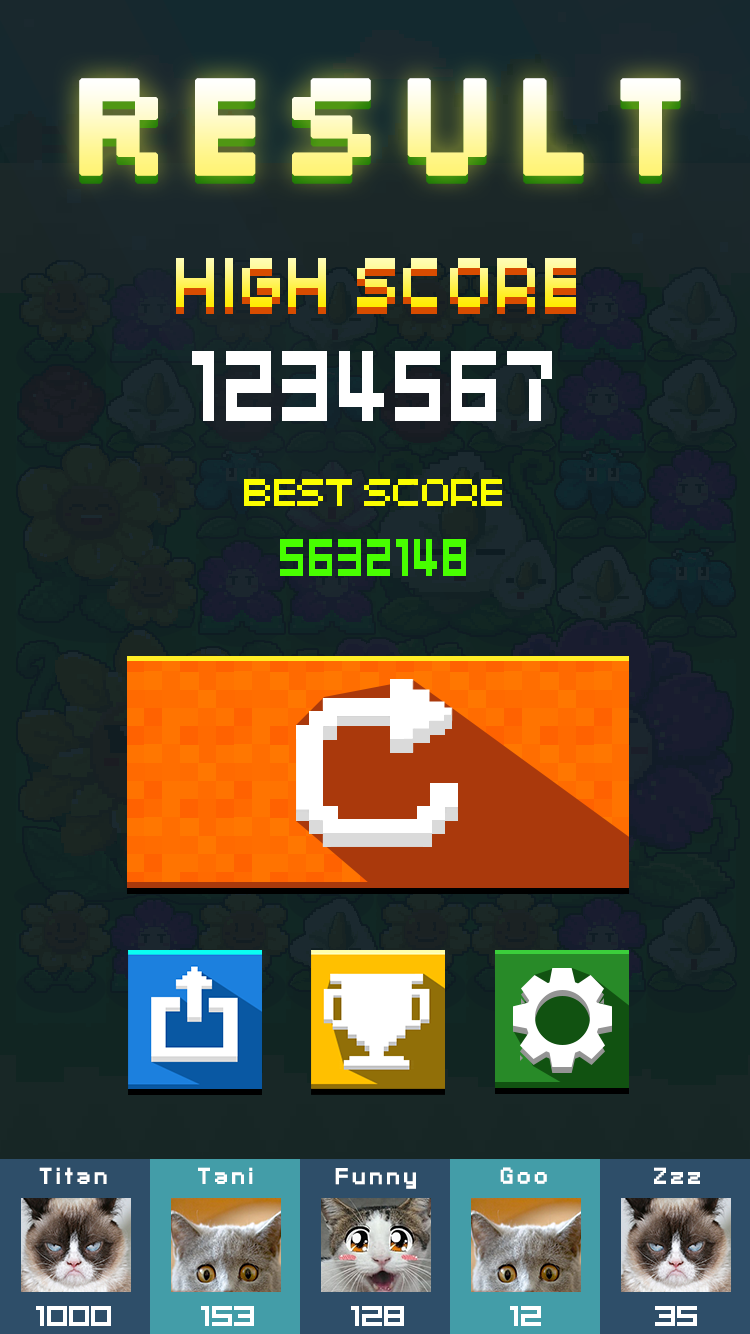 RESULT
HIGH SCORE
1234567
BEST SCORE
5632148
Titan Tani Funny Goo Zzz
1000 153 128 12 35